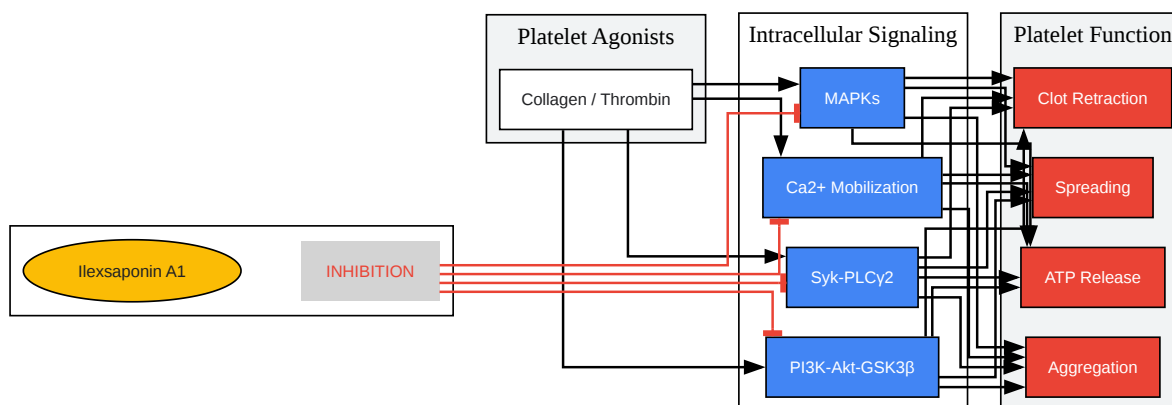 Platelet Agonists
Collagen / Thrombin
Intracellular Signaling
MAPKs
Ca2+ Mobilization
Syk-PLCγ2
PI3K-Akt-GSK3β
Platelet Function
Clot Retraction
Spreading
ATP Release
Aggregation
Ilexsaponin A1
INHIBITION